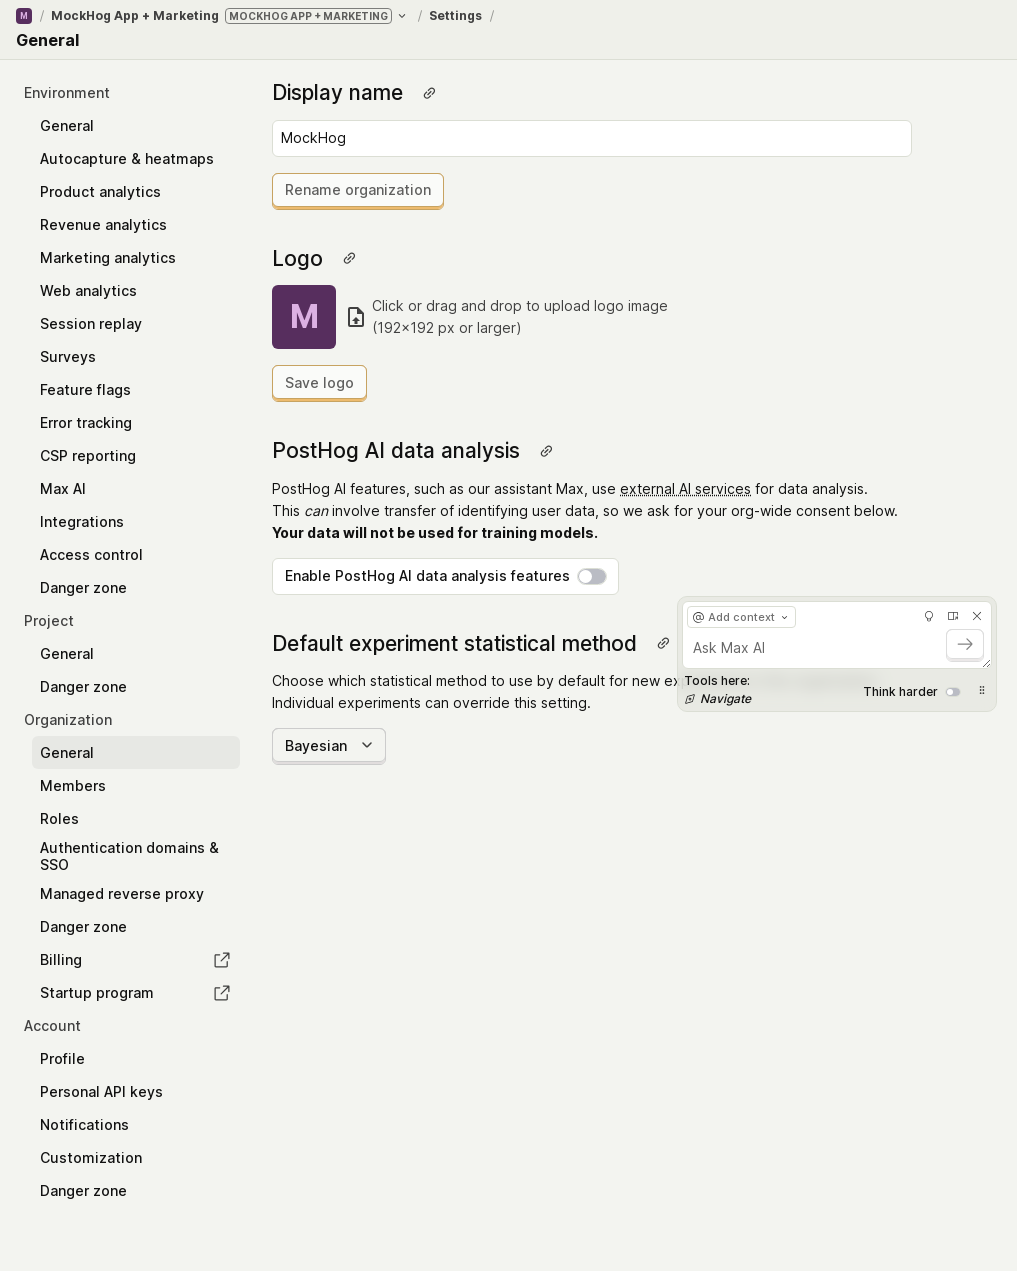 M / MockHog App + Marketing MOCKHOG APP + MARKETING / Settings /
General
Environment
General
Autocapture & heatmaps
Product analytics
Revenue analytics
Marketing analytics
Web analytics
Session replay
Surveys
Feature flags
Error tracking
CSP reporting
Max AI
Integrations
Access control
Danger zone
Project
General
Danger zone
Organization
General
Members
Roles
Authentication domains &
SSO
Managed reverse proxy
Danger zone
Billing
Startup program
Account
Profile
Personal API keys
Notifications
Customization
Danger zone
Display name
MockHog
Rename organization
Logo
M
Click or drag and drop to upload logo image
(192×192 px or larger)
Save logo
PostHog AI data analysis
PostHog AI features, such as our assistant Max, use external AI services for data analysis.
This can involve transfer of identifying user data, so we ask for your org-wide consent below.
Your data will not be used for training models.
Enable PostHog AI data analysis features
Default experiment statistical method
Choose which statistical method to use by default for new
Individual experiments can override this setting.
Bayesian
@ Add context
Ask Max AI
Tools here:
Navigate
Think harder